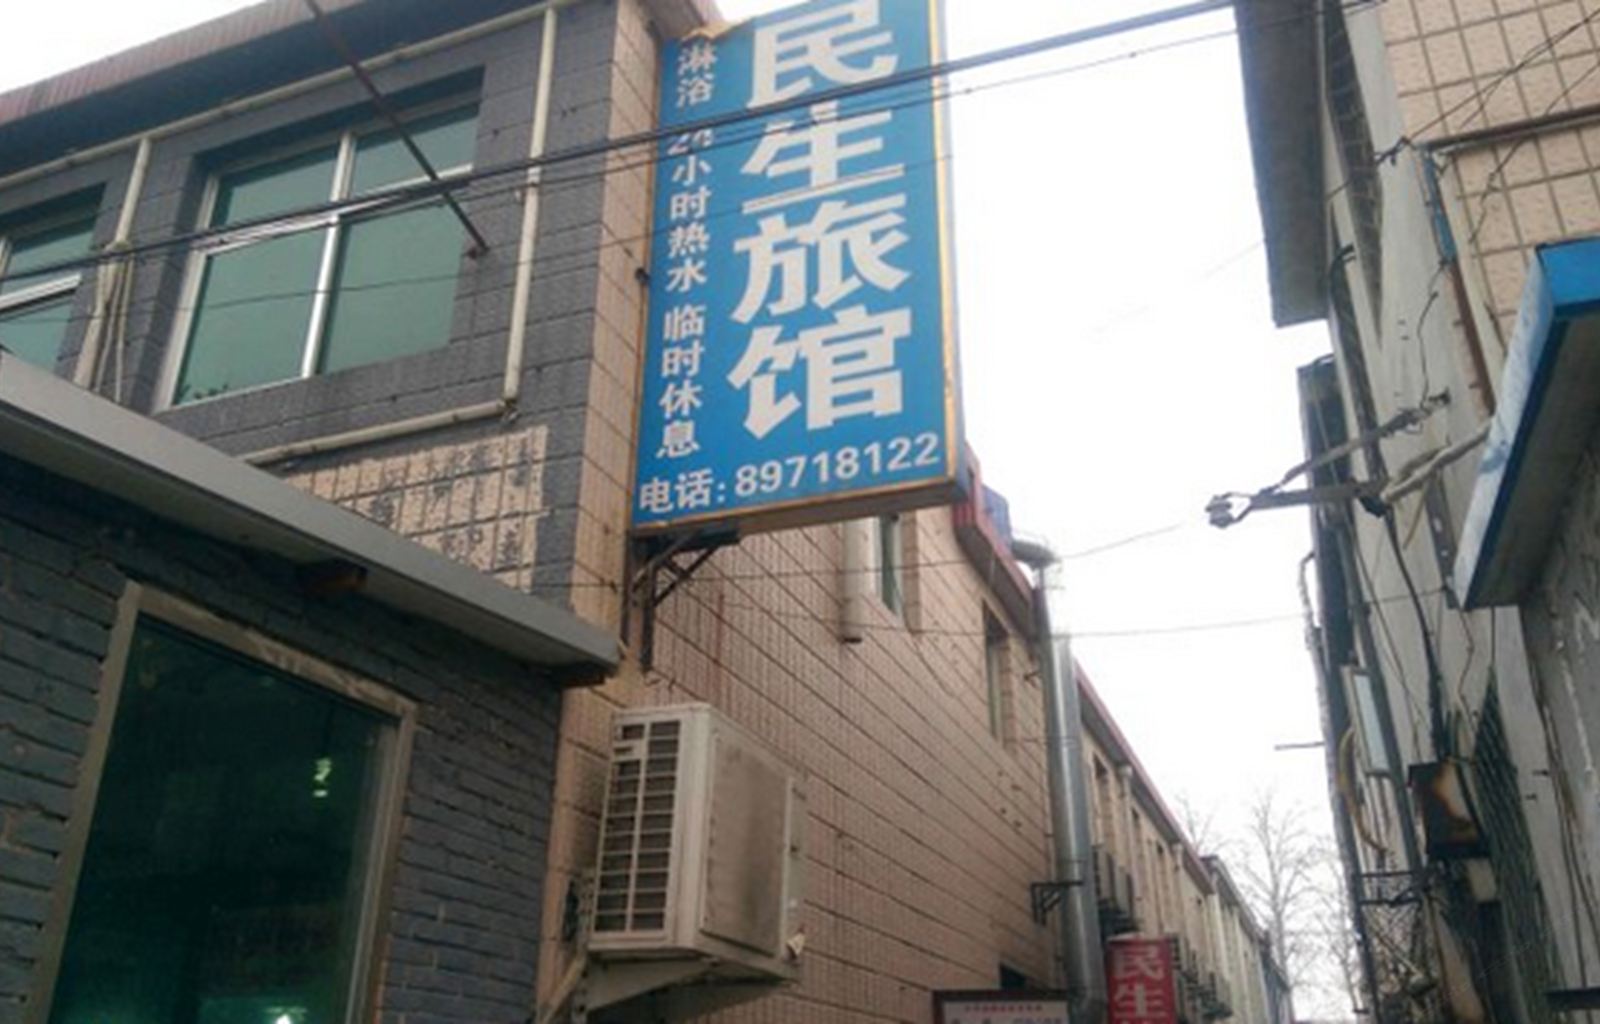 民生旅馆
淋浴 24小时热水 临时休息
电话:89718122
民生